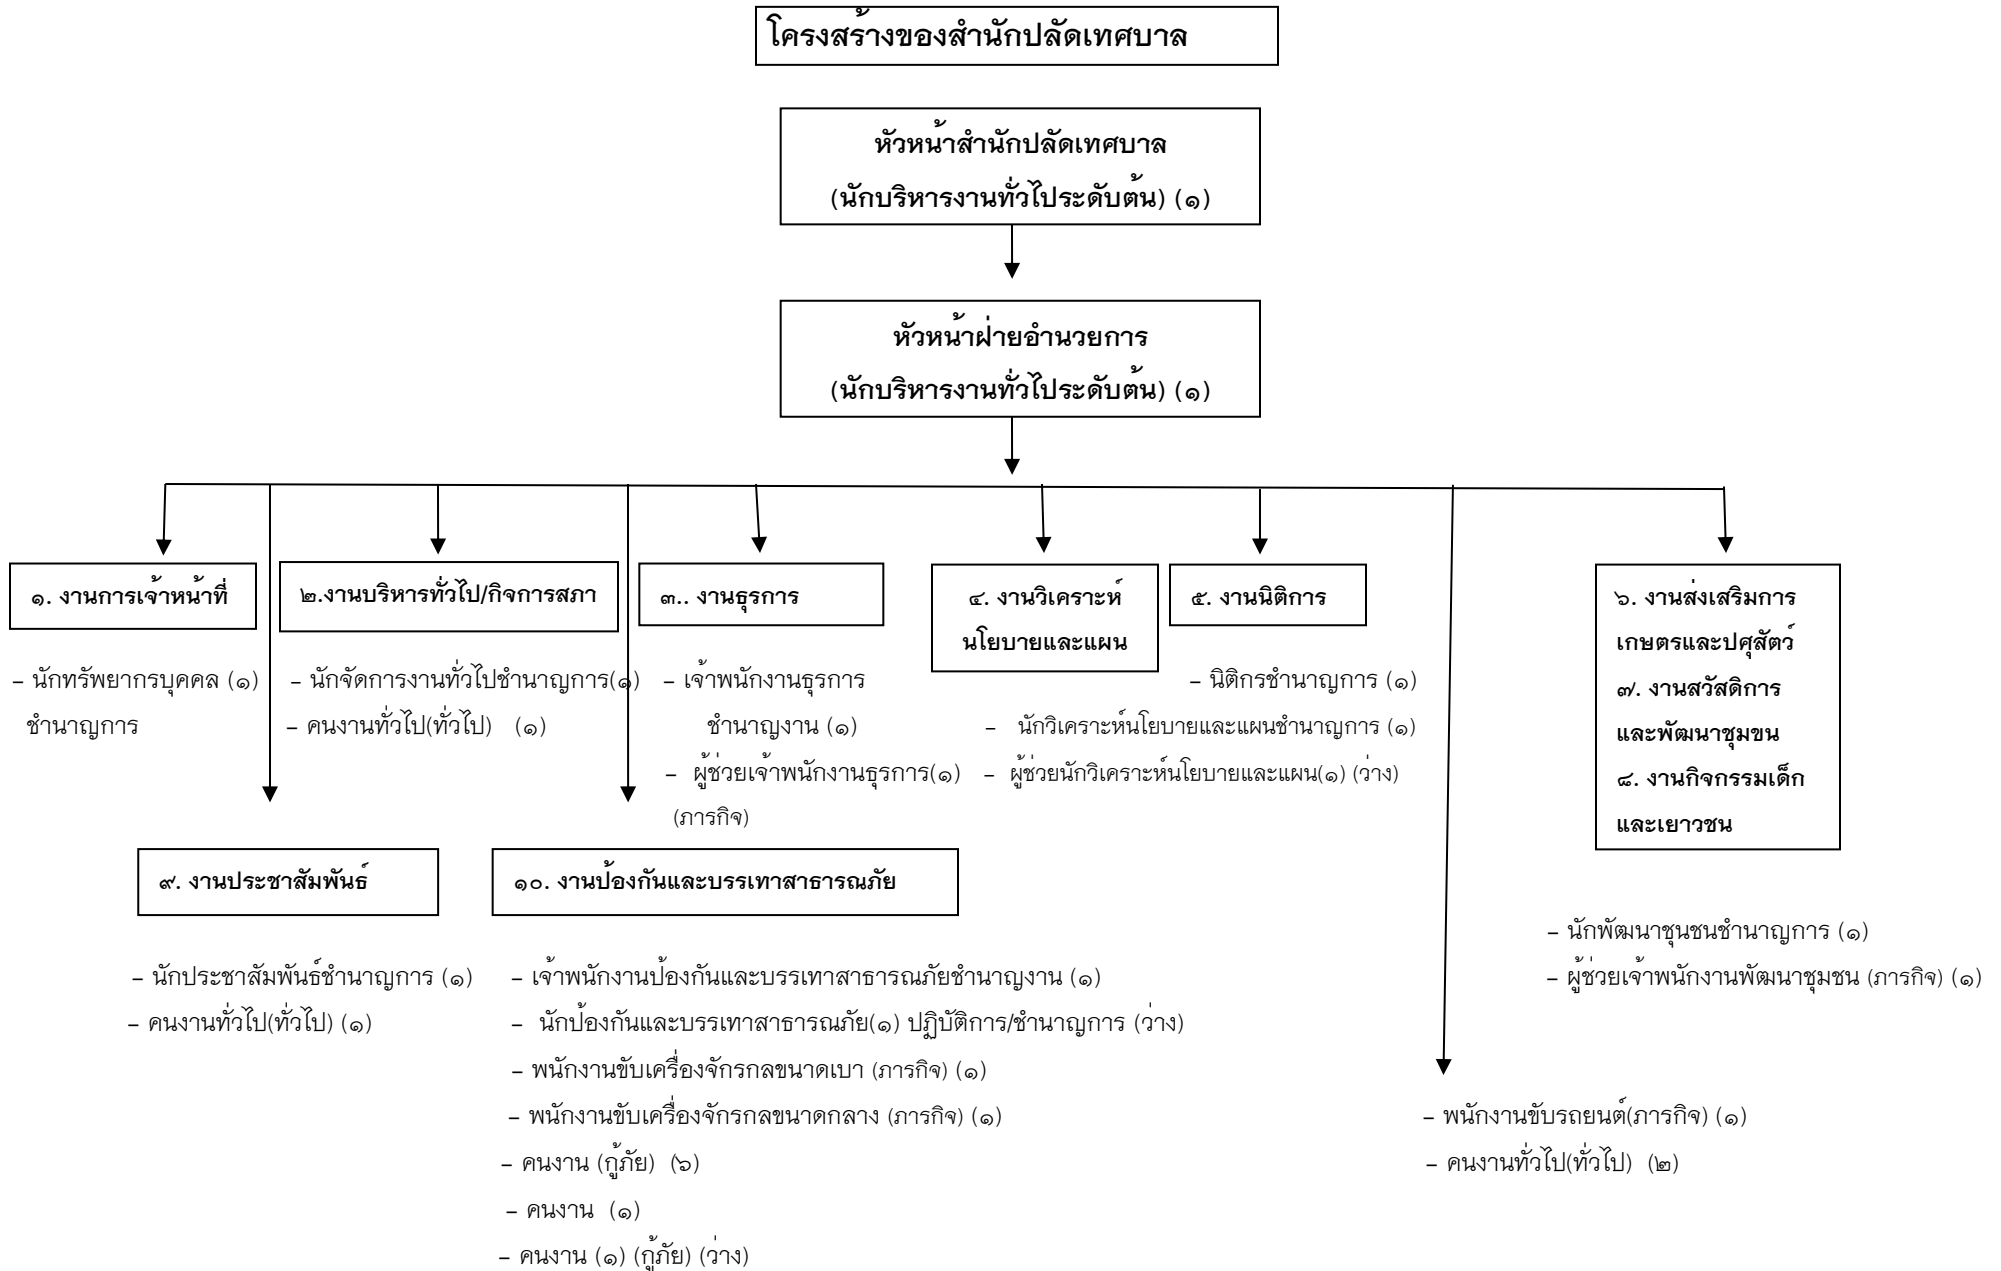 โครงสร้างของสำนักปลัดเทศบาล
หัวหน้าสำนักปลัดเทศบาล
(นักบริหารงานทั่วไประดับต้น) (๑)
หัวหน้าฝ่ายอำนวยการ
(นักบริหารงานทั่วไประดับต้น) (๑)
๑. งานการเจ้าหน้าที่
– นักทรัพยากรบุคคล (๑)
ชำนาญการ
๒.งานบริหารทั่วไป/กิจการสภา
– นักจัดการงานทั่วไปชำนาญการ(๑)
– คนงานทั่วไป(ทั่วไป) (๑)
๓.. งานธุรการ
– เจ้าพนักงานธุรการ
ชำนาญงาน (๑)
– ผู้ช่วยเจ้าพนักงานธุรการ(๑)
(ภารกิจ)
๔. งานวิเคราะห์
นโยบายและแผน
๕. งานนิติการ
– นิติกรชำนาญการ (๑)
– นักวิเคราะห์นโยบายและแผนชำนาญการ (๑)
– ผู้ช่วยนักวิเคราะห์นโยบายและแผน(๑) (ว่าง)
๖. งานส่งเสริมการ
เกษตรและปศุสัตว์
๗. งานสวัสดิการ
และพัฒนาชุมขน
๘. งานกิจกรรมเด็ก
และเยาวชน
– นักพัฒนาชุนชนชำนาญการ (๑)
– ผู้ช่วยเจ้าพนักงานพัฒนาชุมชน (ภารกิจ) (๑)
๙. งานประชาสัมพันธ์
– นักประชาสัมพันธ์ชำนาญการ (๑)
– คนงานทั่วไป(ทั่วไป) (๑)
๑๐. งานป้องกันและบรรเทาสาธารณภัย
– เจ้าพนักงานป้องกันและบรรเทาสาธารณภัยชำนาญงาน (๑)
– นักป้องกันและบรรเทาสาธารณภัย(๑) ปฏิบัติการ/ชำนาญการ (ว่าง)
– พนักงานขับเครื่องจักรกลขนาดเบา (ภารกิจ) (๑)
– พนักงานขับเครื่องจักรกลขนาดกลาง (ภารกิจ) (๑)
– คนงาน (กู้ภัย) (๖)
– คนงาน (๑)
– คนงาน (๑) (กู้ภัย) (ว่าง)
– พนักงานขับรถยนต์(ภารกิจ) (๑)
– คนงานทั่วไป(ทั่วไป) (๒)